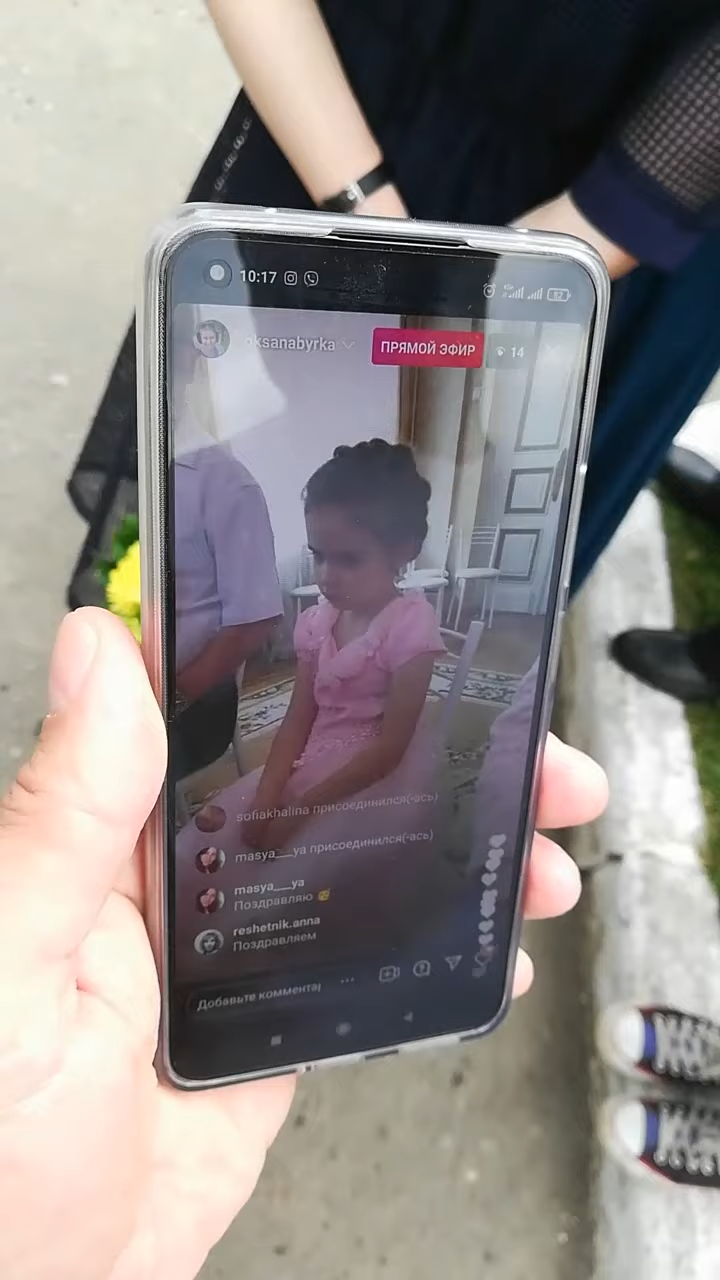 10:17
82
oksanabyrka
ПРЯМОЙ ЭФИР
14
sofiakhalina присоединился(-ась)
masya___ya присоединился(-ась)
masya___ya
Поздравляю 🥳
reshetnik.anna
Поздравляем
Добавьте коммента